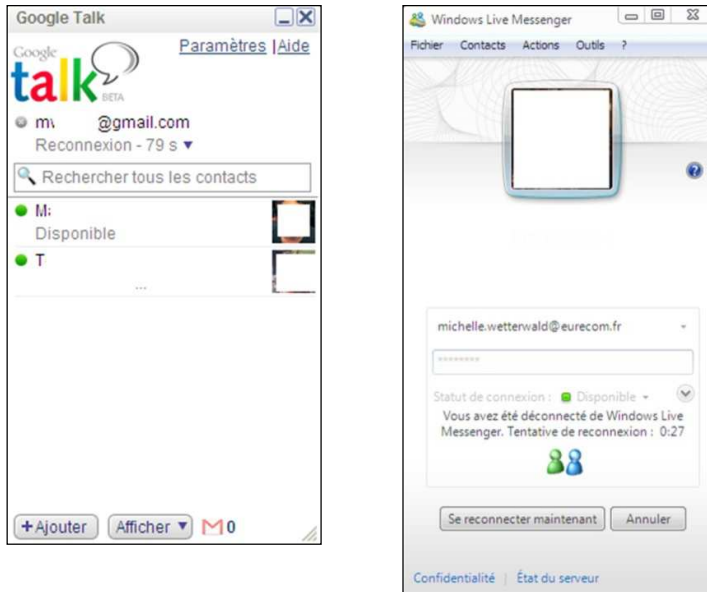 Google Talk
Paramètres | Aide
Google
talk
BETA
@gmail.com
Reconnexion - 79 s
Rechercher tous les contacts
M:
Disponible
T
...
+Ajouter
Afficher
0
Windows Live Messenger
Fichier Contacts Actions Outils ?
michelle.wetterwald@eurecom.fr
********
Statut de connexion : Disponible
Vous avez été déconnecté de Windows Live
Messenger. Tentative de reconnexion : 0:27
Se reconnecter maintenant
Annuler
Confidentialité | État du serveur